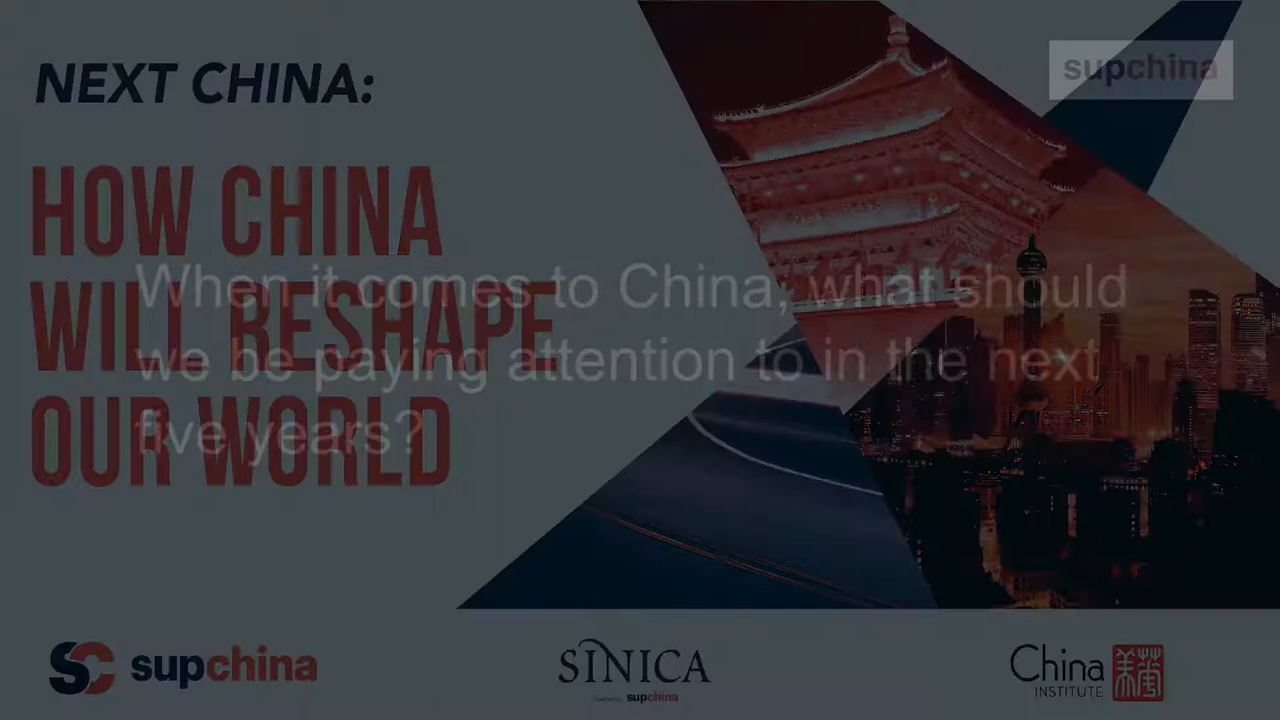 NEXT CHINA:
supchina
HOW CHINA
WILL RESHAPE
OUR WORLD
When it comes to China, what should
we be paying attention to in the next
five years?
SC supchina
SINICA
supchina
China
INSTITUTE